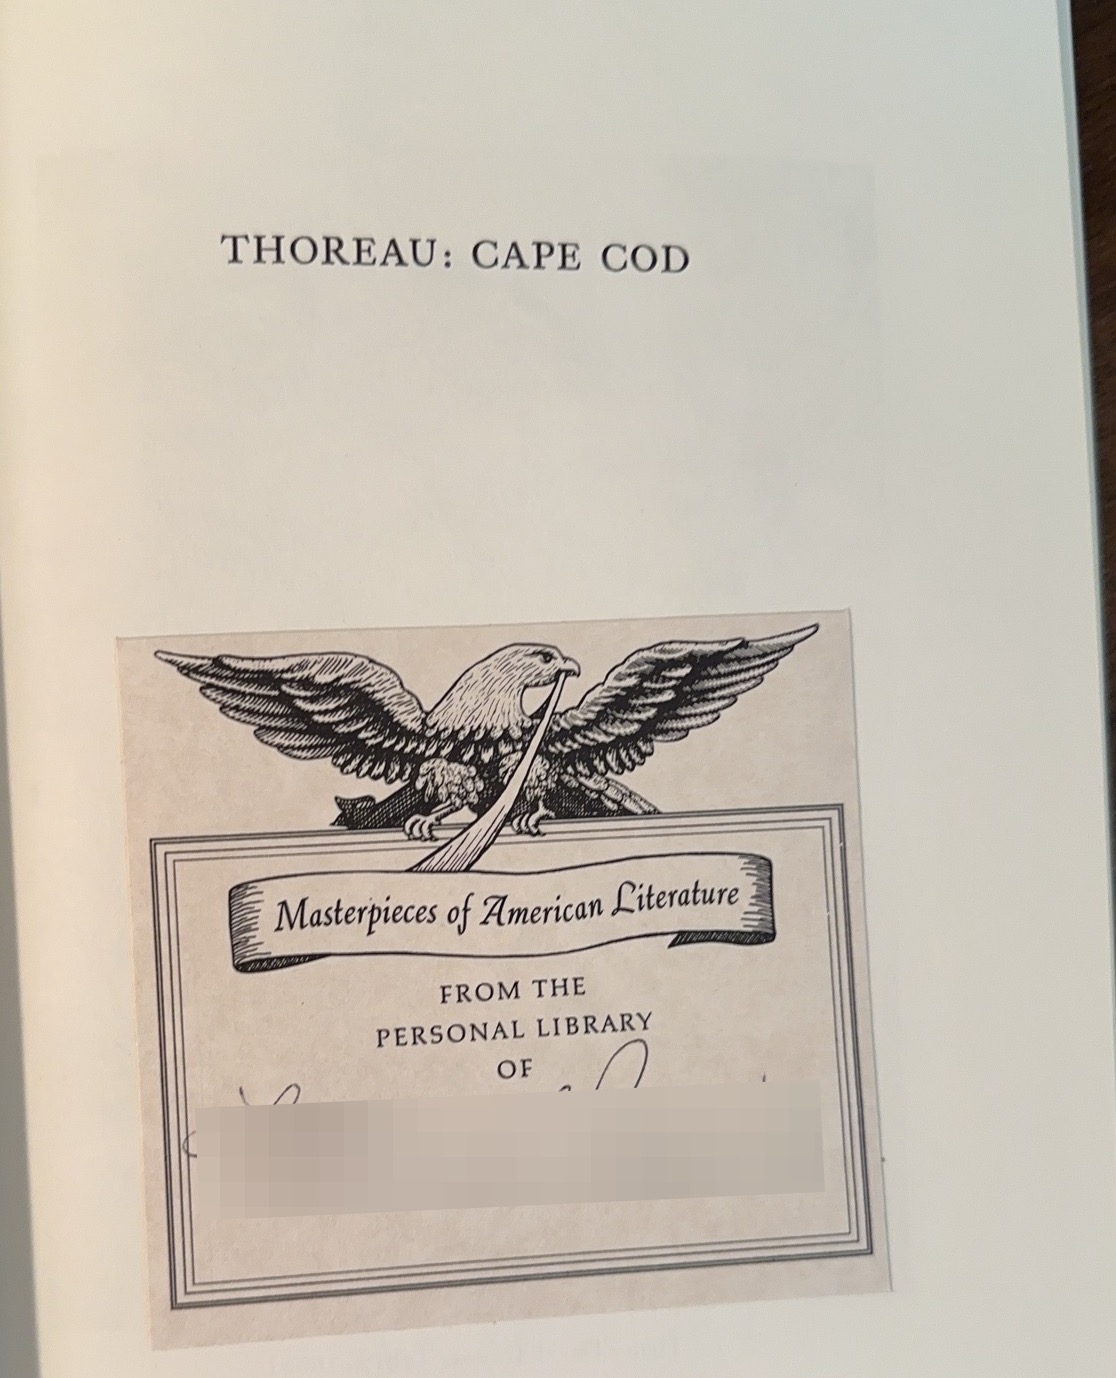 THOREAU: CAPE COD
Masterpieces of American Literature
FROM THE
PERSONAL LIBRARY
OF